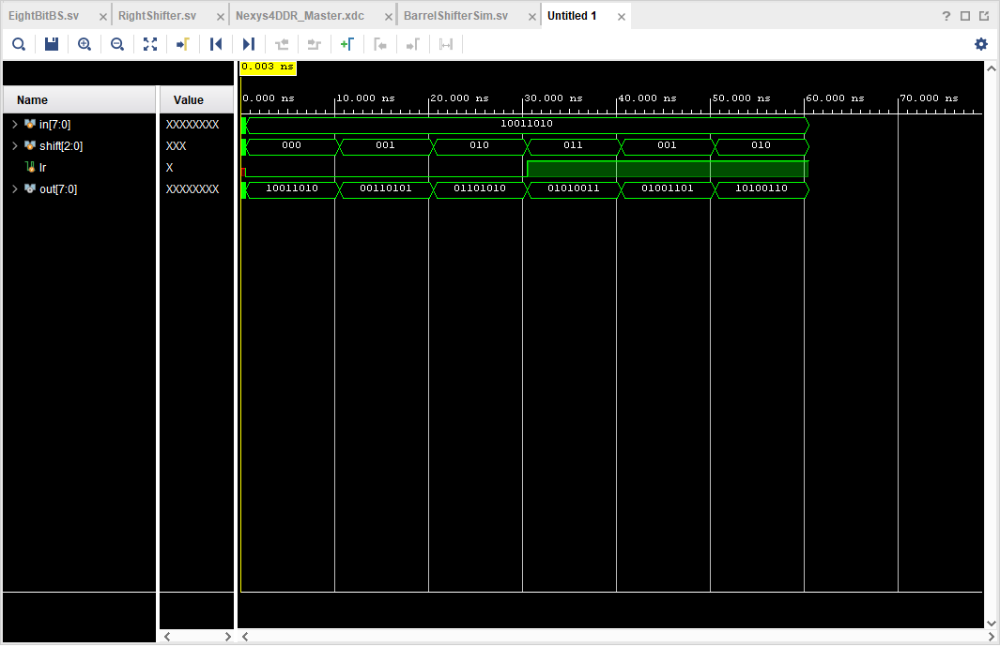 EightBitBS.sv × RightShifter.sv × Nexys4DDR_Master.xdc × BarrelShifterSim.sv × Untitled 1 ×
0.003 ns
Name Value
0.000 ns 10.000 ns 20.000 ns 30.000 ns 40.000 ns 50.000 ns 60.000 ns 70.000 ns
in[7:0] XXXXXXXX 10011010
shift[2:0] XXX 000 001 010 011 001 010
lr X
out[7:0] XXXXXXXX 10011010 00110101 01101010 01010011 01001101 10100110